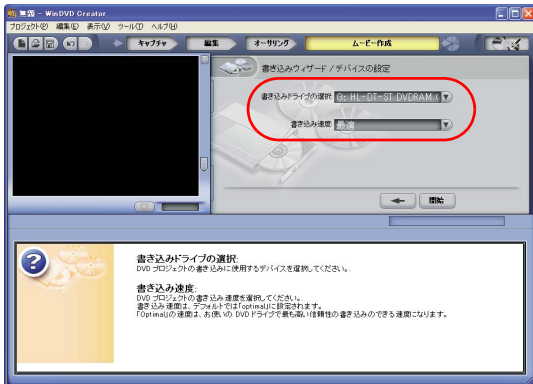 無題 - WinDVD Creator
プロジェクト(P) 編集(E) 表示(V) ツール(T) ヘルプ(H)
キャプチャ 編集 オーサリング ムービー作成
書き込みウィザード / デバイスの設定
書き込みドライブの選択 G: HL-DT-ST DVDRAM (
書き込み速度 最適
開始
書き込みドライブの選択:
DVD プロジェクトの書き込みに使用するデバイスを選択してください。
書き込み速度:
DVD プロジェクトの書き込み速度を選択してください。
書き込み速度は、デフォルトでは「optimal」に設定されます。
「Optimal」の速度は、お使いの DVD ドライブで最も高い信頼性の書き込みのできる速度になります。